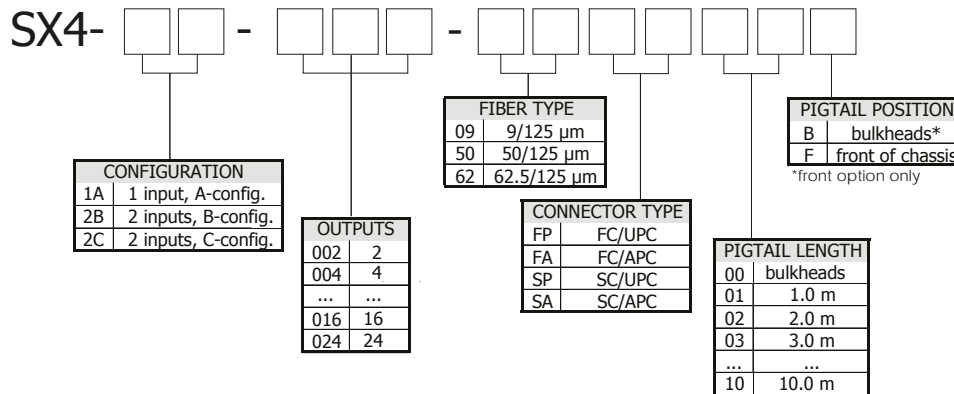 SX4- - -
CONFIGURATION
1A 1 input, A-config.
2B 2 inputs, B-config.
2C 2 inputs, C-config.
OUTPUTS
002 2
004 4
... ...
016 16
024 24
FIBER TYPE
09 9/125 µm
50 50/125 µm
62 62.5/125 µm
CONNECTOR TYPE
FP FC/UPC
FA FC/APC
SP SC/UPC
SA SC/APC
PIGTAIL LENGTH
00 bulkheads
01 1.0 m
02 2.0 m
03 3.0 m
... ...
10 10.0 m
PIGTAIL POSITION
B bulkheads*
F front of chassis
*front option only